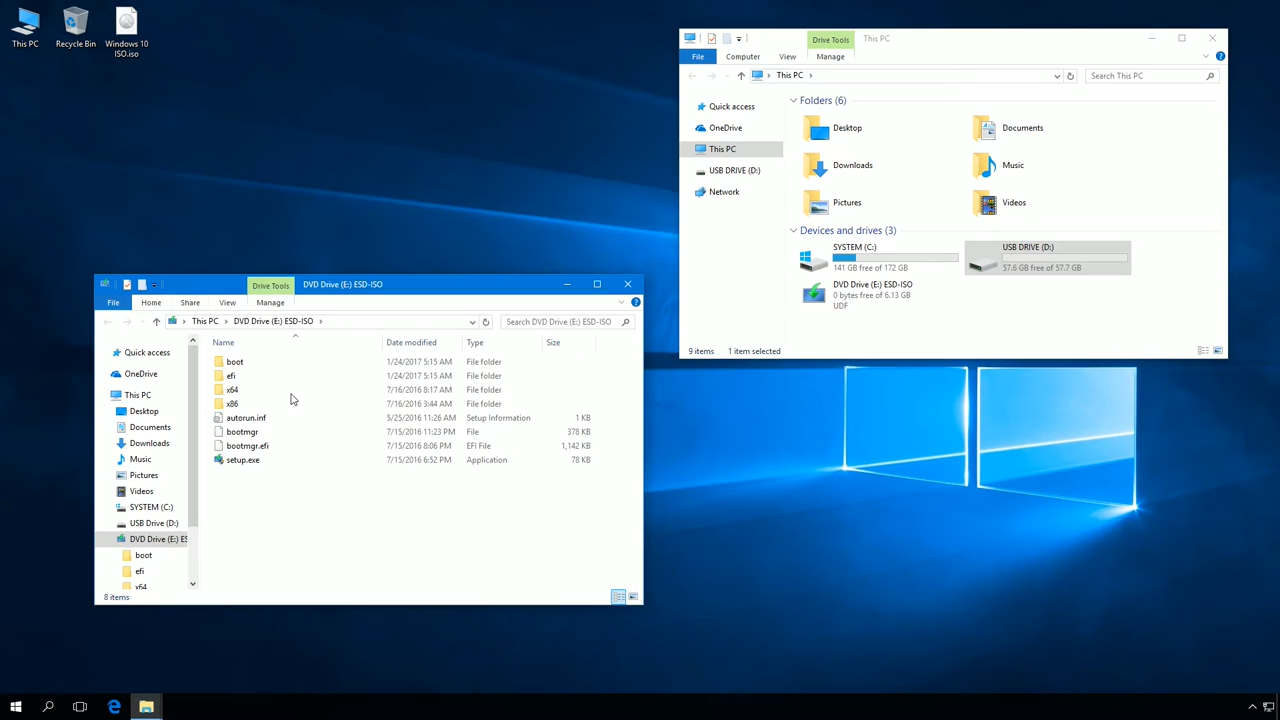 This PC
Recycle Bin
Windows 10
ISO.iso
Drive Tools
This PC
File
Computer
View
Manage
This PC
Search This PC
Quick access
OneDrive
This PC
USB DRIVE (D:)
Network
Folders (6)
Desktop
Documents
Downloads
Music
Pictures
Videos
Devices and drives (3)
SYSTEM (C:)
141 GB free of 172 GB
USB DRIVE (D:)
57.6 GB free of 57.7 GB
DVD Drive (E:) ESD-ISO
0 bytes free of 6.13 GB
UDF
9 items
1 item selected
Drive Tools
DVD Drive (E:) ESD-ISO
File
Home
Share
View
Manage
This PC
DVD Drive (E:) ESD-ISO
Search DVD Drive (E:) ESD-ISO
Quick access
OneDrive
This PC
Desktop
Documents
Downloads
Music
Pictures
Videos
SYSTEM (C:)
USB Drive (D:)
DVD Drive (E:) ES
boot
efi
x64
Name Date modified Type Size
boot 1/24/2017 5:15 AM File folder
efi 1/24/2017 5:15 AM File folder
x64 7/16/2016 8:17 AM File folder
x86 7/16/2016 3:44 AM File folder
autorun.inf 5/25/2016 11:26 AM Setup Information 1 KB
bootmgr 7/15/2016 11:23 PM File 378 KB
bootmgr.efi 7/15/2016 8:06 PM EFI File 1,142 KB
setup.exe 7/15/2016 6:52 PM Application 78 KB
8 items